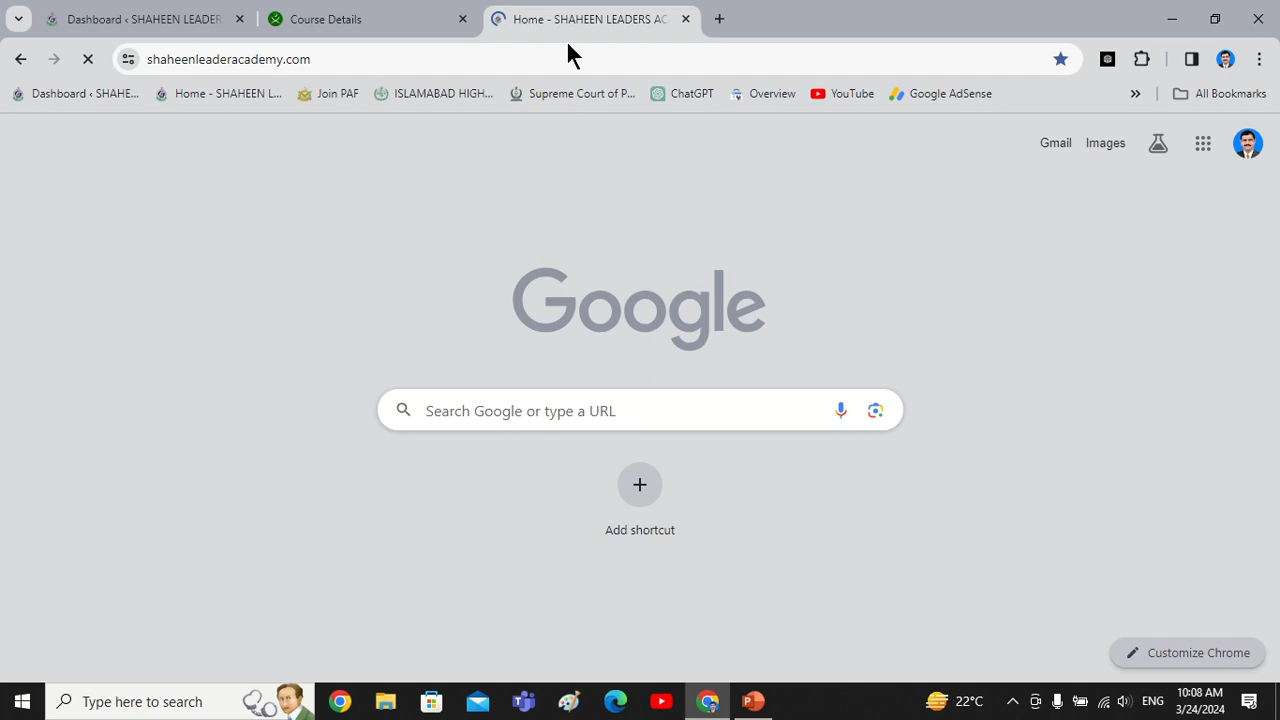 Dashboard ‹ SHAHEEN LEADER
Course Details
Home - SHAHEEN LEADERS AC
shaheenleaderacademy.com
Dashboard ‹ SHAHE...
Home - SHAHEEN L...
Join PAF
ISLAMABAD HIGH...
Supreme Court of P...
ChatGPT
Overview
YouTube
Google AdSense
All Bookmarks
Gmail
Images
Google
Search Google or type a URL
Add shortcut
Customize Chrome
Type here to search
22°C
ENG
10:08 AM
3/24/2024